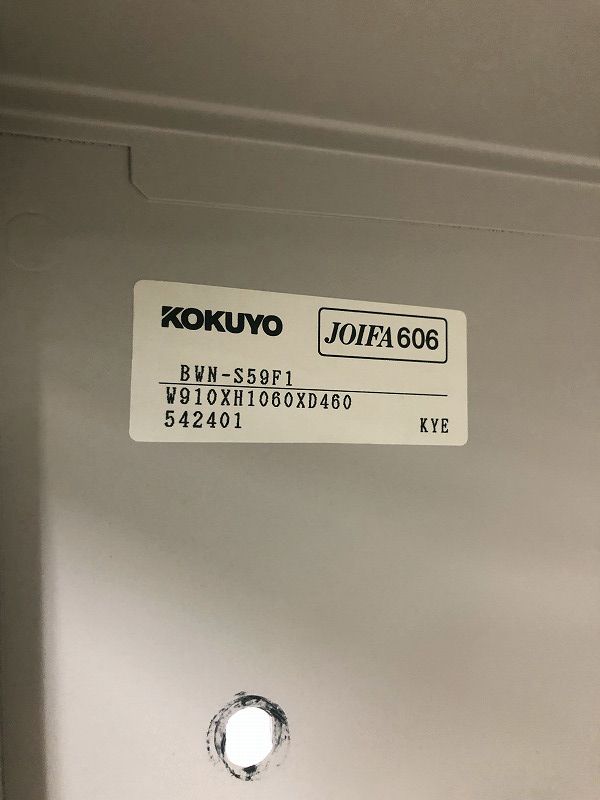 KOKUYO
JOIFA606
BWN-S59F1
W910XH1060XD460
542401 KYE